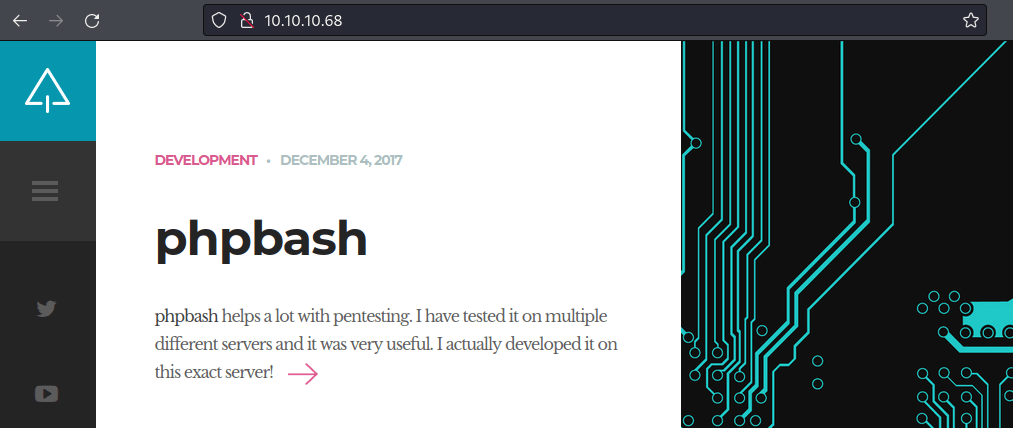 10.10.10.68
DEVELOPMENT • DECEMBER 4, 2017
phpbash
phpbash helps a lot with pentesting. I have tested it on multiple
different servers and it was very useful. I actually developed it on
this exact server!